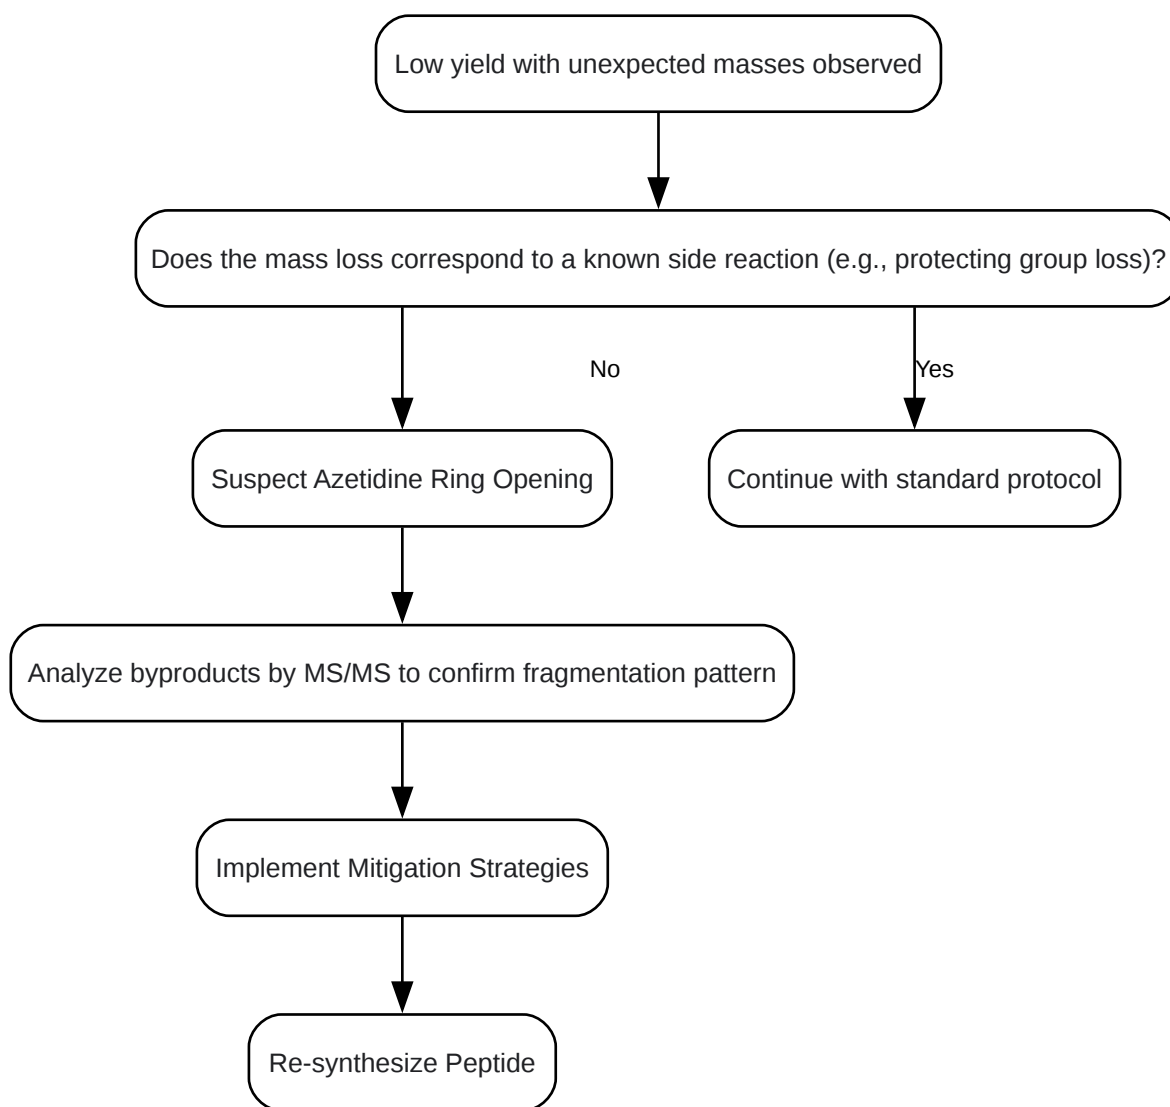 Low yield with unexpected masses observed
Does the mass loss correspond to a known side reaction (e.g., protecting group loss)?
No
Yes
Suspect Azetidine Ring Opening
Continue with standard protocol
Analyze byproducts by MS/MS to confirm fragmentation pattern
Implement Mitigation Strategies
Re-synthesize Peptide